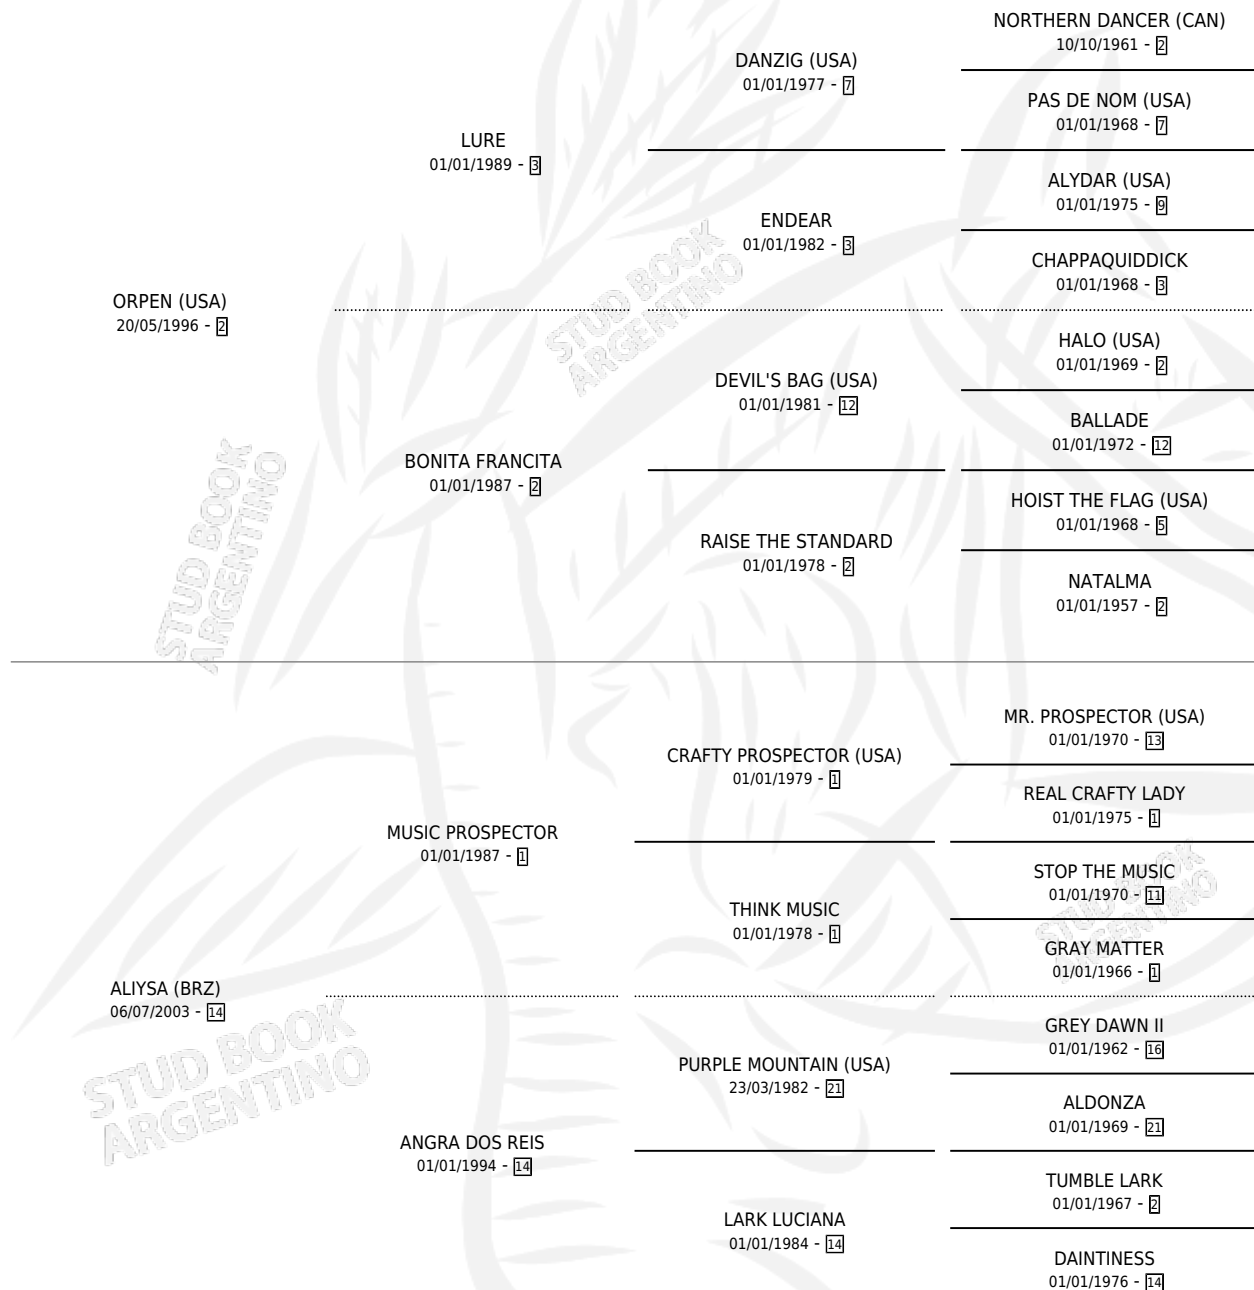 NORTHERN DANCER (CAN)
10/10/1961 - 2
DANZIG (USA)
01/01/1977 - 7
PAS DE NOM (USA)
01/01/1968 - 7
LURE
01/01/1989 - 3
ALYDAR (USA)
01/01/1975 - 9
ENDEAR
01/01/1982 - 3
CHAPPAQUIDDICK
01/01/1968 - 3
ORPEN (USA)
20/05/1996 - 2
HALO (USA)
01/01/1969 - 2
DEVIL'S BAG (USA)
01/01/1981 - 12
BALLADE
01/01/1972 - 12
BONITA FRANCITA
01/01/1987 - 2
HOIST THE FLAG (USA)
01/01/1968 - 5
RAISE THE STANDARD
01/01/1978 - 2
NATALMA
01/01/1957 - 2
MR. PROSPECTOR (USA)
01/01/1970 - 13
CRAFTY PROSPECTOR (USA)
01/01/1979 - 1
REAL CRAFTY LADY
01/01/1975 - 1
MUSIC PROSPECTOR
01/01/1987 - 1
STOP THE MUSIC
01/01/1970 - 11
THINK MUSIC
01/01/1978 - 1
GRAY MATTER
01/01/1966 - 1
ALIYSA (BRZ)
06/07/2003 - 14
GREY DAWN II
01/01/1962 - 16
PURPLE MOUNTAIN (USA)
23/03/1982 - 21
ALDONZA
01/01/1969 - 21
ANGRA DOS REIS
01/01/1994 - 14
TUMBLE LARK
01/01/1967 - 2
LARK LUCIANA
01/01/1984 - 14
DAINTINESS
01/01/1976 - 14
STUD BOOK
ARGENTINO
STUD BOOK
ARGENTINO
STUD BOOK
ARGENTINO
STUD BOOK
ARGENTINO